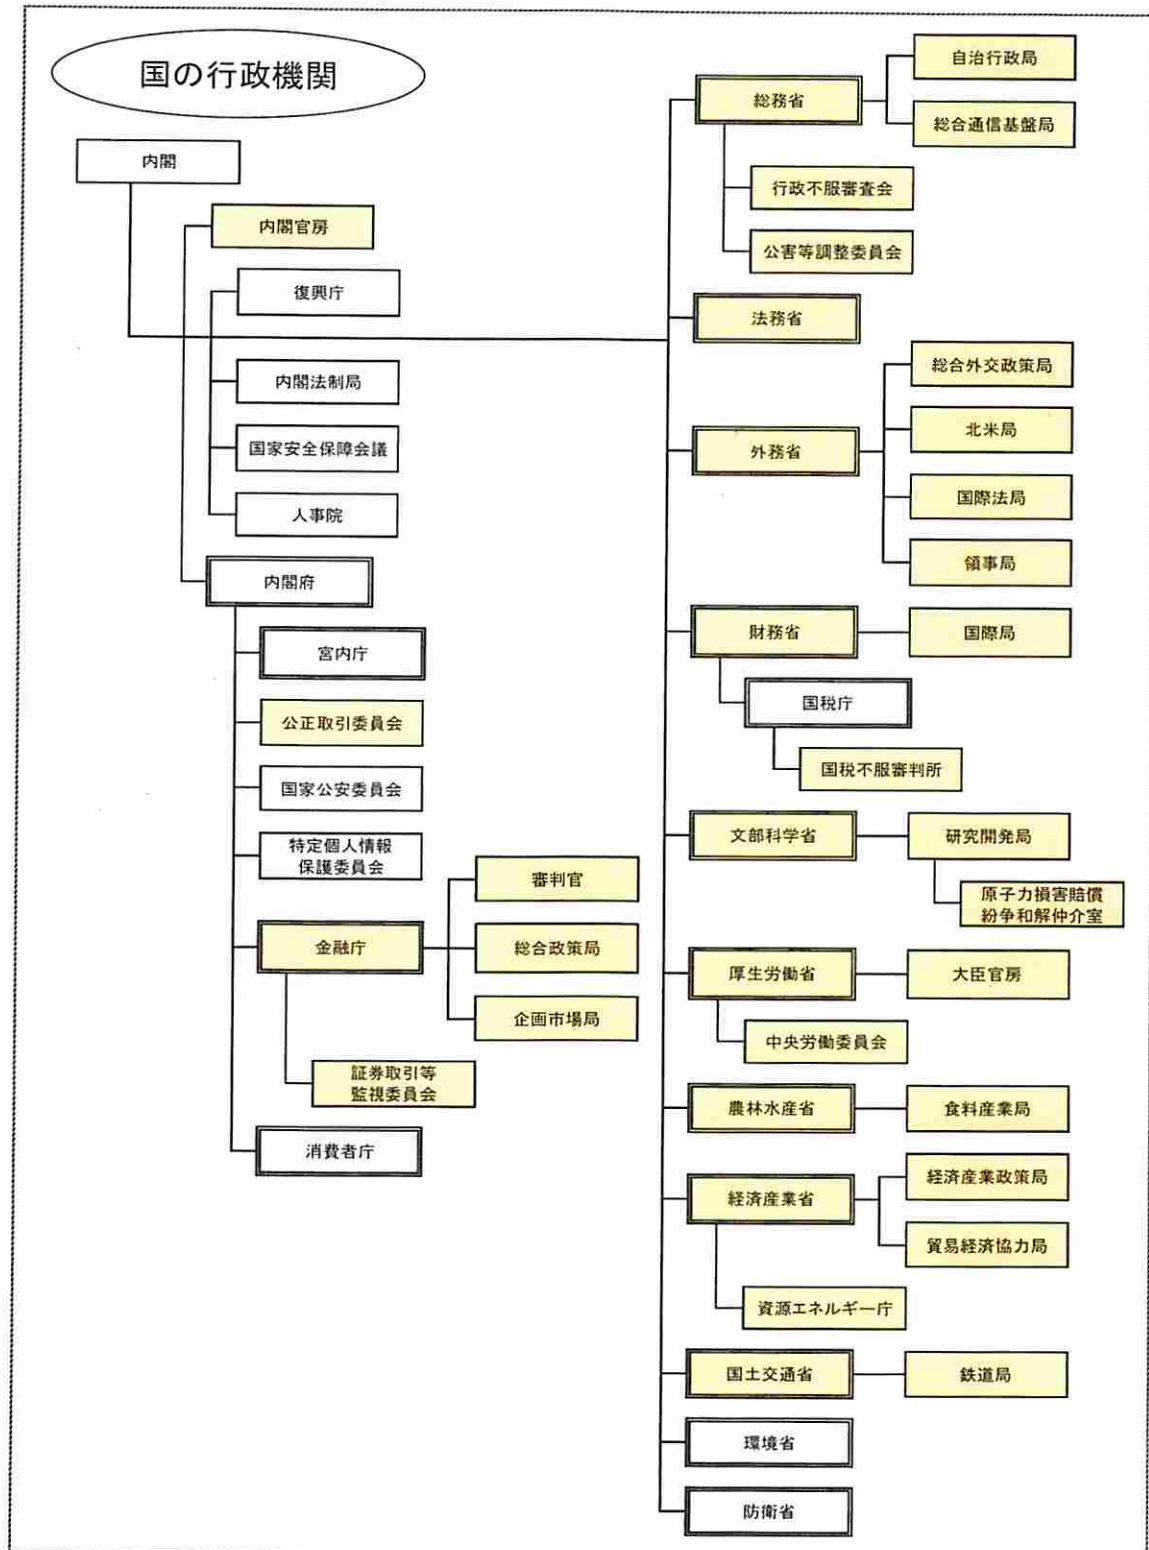 国の行政機関
内閣
内閣官房
復興庁
内閣法制局
国家安全保障会議
人事院
内閣府
宮内庁
公正取引委員会
国家公安委員会
特定個人情報
保護委員会
金融庁
審判官
総合政策局
企画市場局
証券取引等
監視委員会
消費者庁
総務省
自治行政局
総合通信基盤局
行政不服審査会
公害等調整委員会
法務省
外務省
総合外交政策局
北米局
国際法局
領事局
財務省
国際局
国税庁
国税不服審判所
文部科学省
研究開発局
原子力損害賠償
紛争和解仲介室
厚生労働省
大臣官房
中央労働委員会
農林水産省
食料産業局
経済産業省
経済産業政策局
貿易経済協力局
資源エネルギー庁
国土交通省
鉄道局
環境省
防衛省